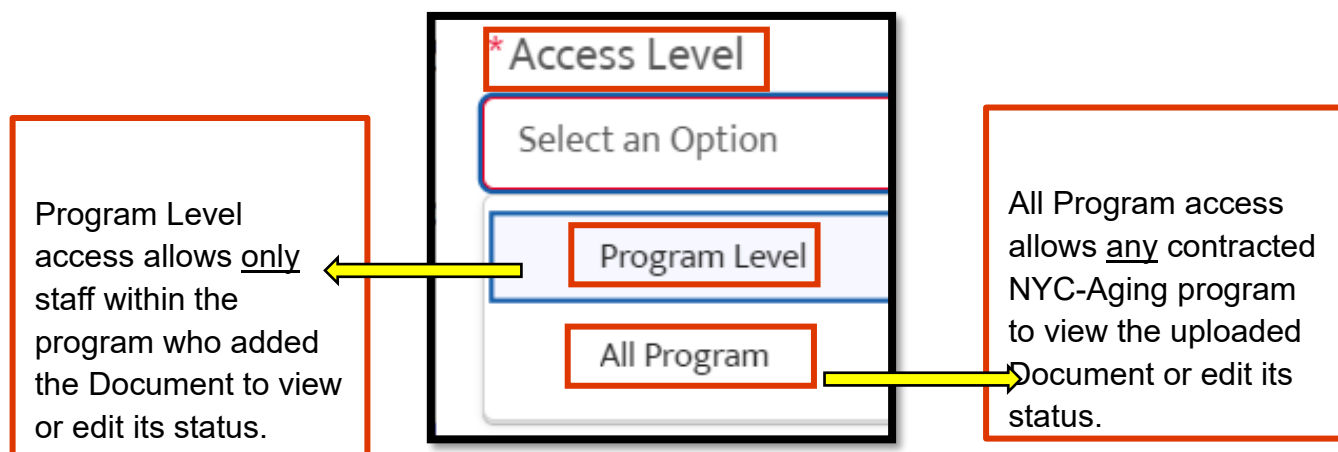 *Access Level
Select an Option
Program Level
All Program
Program Level
access allows only
staff within the
program who added
the Document to view
or edit its status.
All Program access
allows any contracted
NYC-Aging program
to view the uploaded
Document or edit its
status.